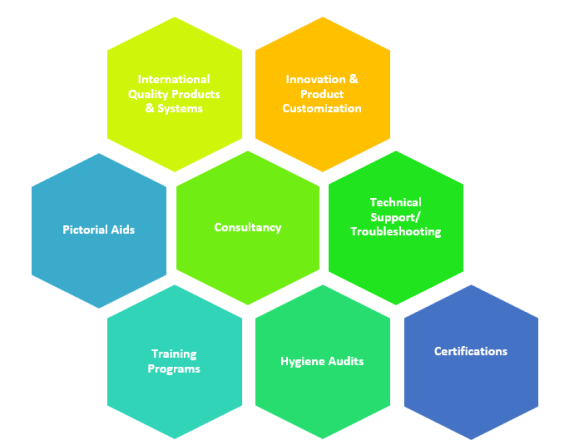 International
Quality Products
& Systems
Innovation &
Product
Customization
Pictorial Aids
Consultancy
Technical
Support/
Troubleshooting
Training
Programs
Hygiene Audits
Certifications